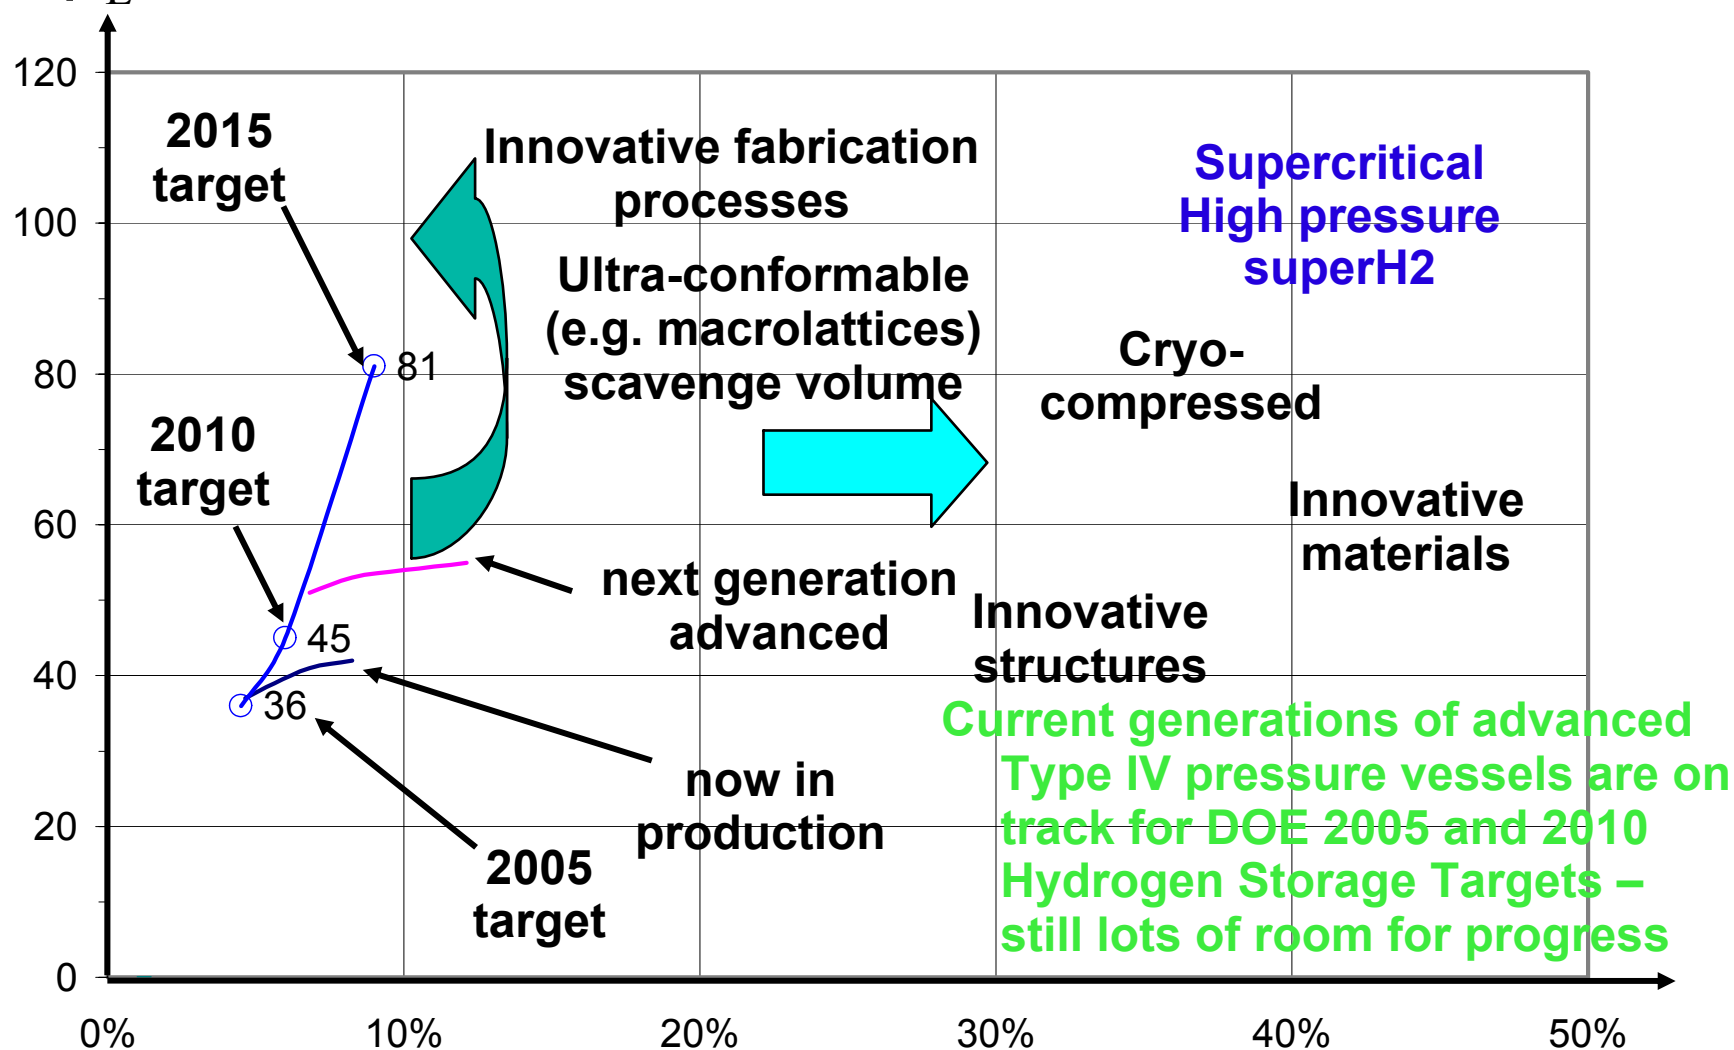 120
100
80
60
40
20
0
0%
10%
20%
30%
40%
50%
2015
target
81
2010
target
45
36
2005
target
Innovative fabrication
processes
Ultra-conformable
(e.g. macrolattices)
scavenge volume
next generation
advanced
now in
production
Supercritical
High pressure
superH2
Cryo-
compressed
Innovative
materials
Innovative
structures
Current generations of advanced
Type IV pressure vessels are on
track for DOE 2005 and 2010
Hydrogen Storage Targets –
still lots of room for progress